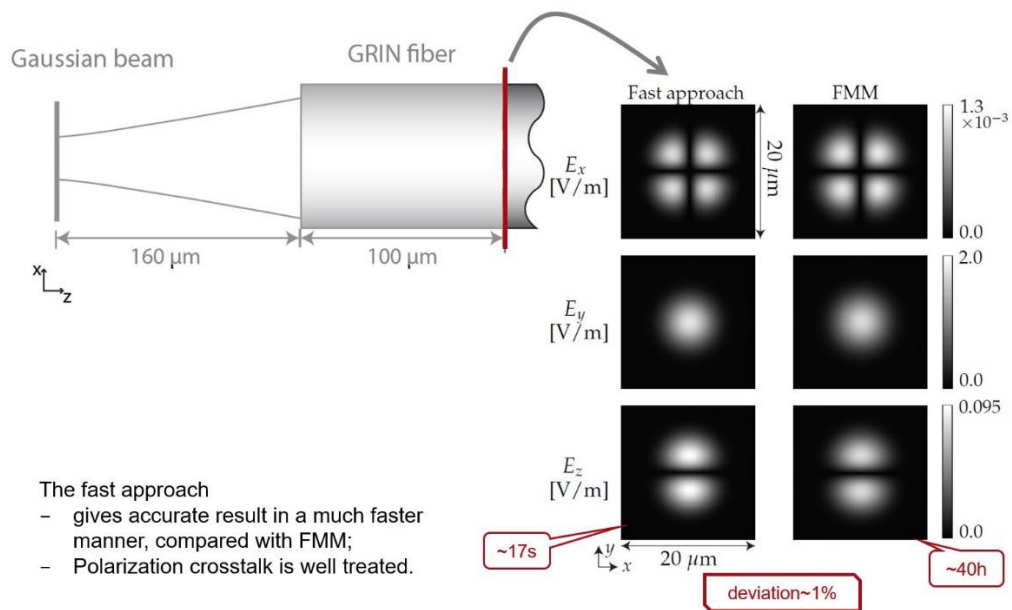 Gaussian beam
GRIN fiber
160 μm
100 μm
x
z
Fast approach
FMM
1.3
×10⁻³
20 μm
Eₓ
[V/m]
0.0
2.0
E_y
[V/m]
0.0
0.095
E_z
[V/m]
0.0
The fast approach
– gives accurate result in a much faster
manner, compared with FMM;
– Polarization crosstalk is well treated.
~17s
y
x
20 μm
~40h
deviation~1%